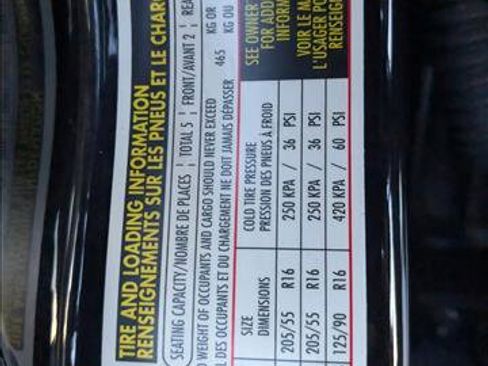 TIRE AND LOADING INFORMATION
RENSEIGNEMENTS SUR LES PNEUS ET LE CHARG
SEATING CAPACITY/NOMBRE DE PLACES TOTAL 5 FRONT/AVANT 2 REA
WEIGHT OF OCCUPANTS AND CARGO SHOULD NEVER EXCEED 465 KG OR
DES OCCUPANTS ET DU CHARGEMENT NE DOIT JAMAIS DÉPASSER KG OU
SIZE
DIMENSIONS
COLD TIRE PRESSURE
PRESSION DES PNEUS À FROID
205/55 R16 250 KPA / 36 PSI
205/55 R16 250 KPA / 36 PSI
125/90 R16 420 KPA / 60 PSI
SEE OWNER
FOR ADD
INFORM
VOIR LE M
L'USAGER PO
RENSEIG